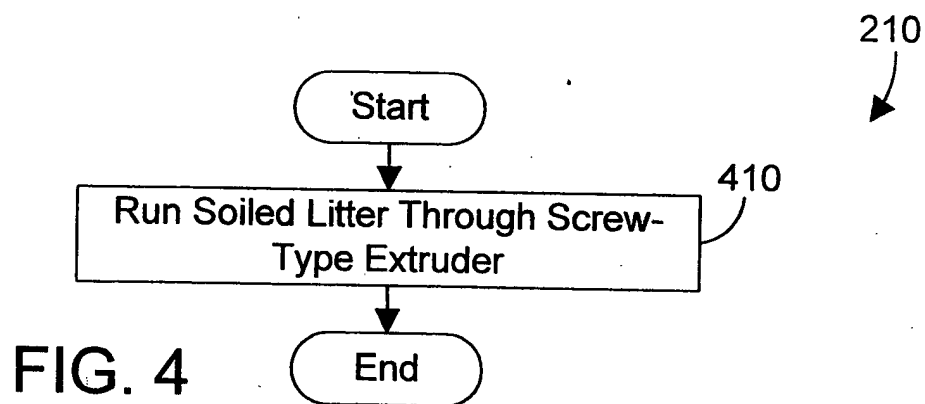 210
Start
410
Run Soiled Litter Through Screw-
Type Extruder
End
FIG. 4